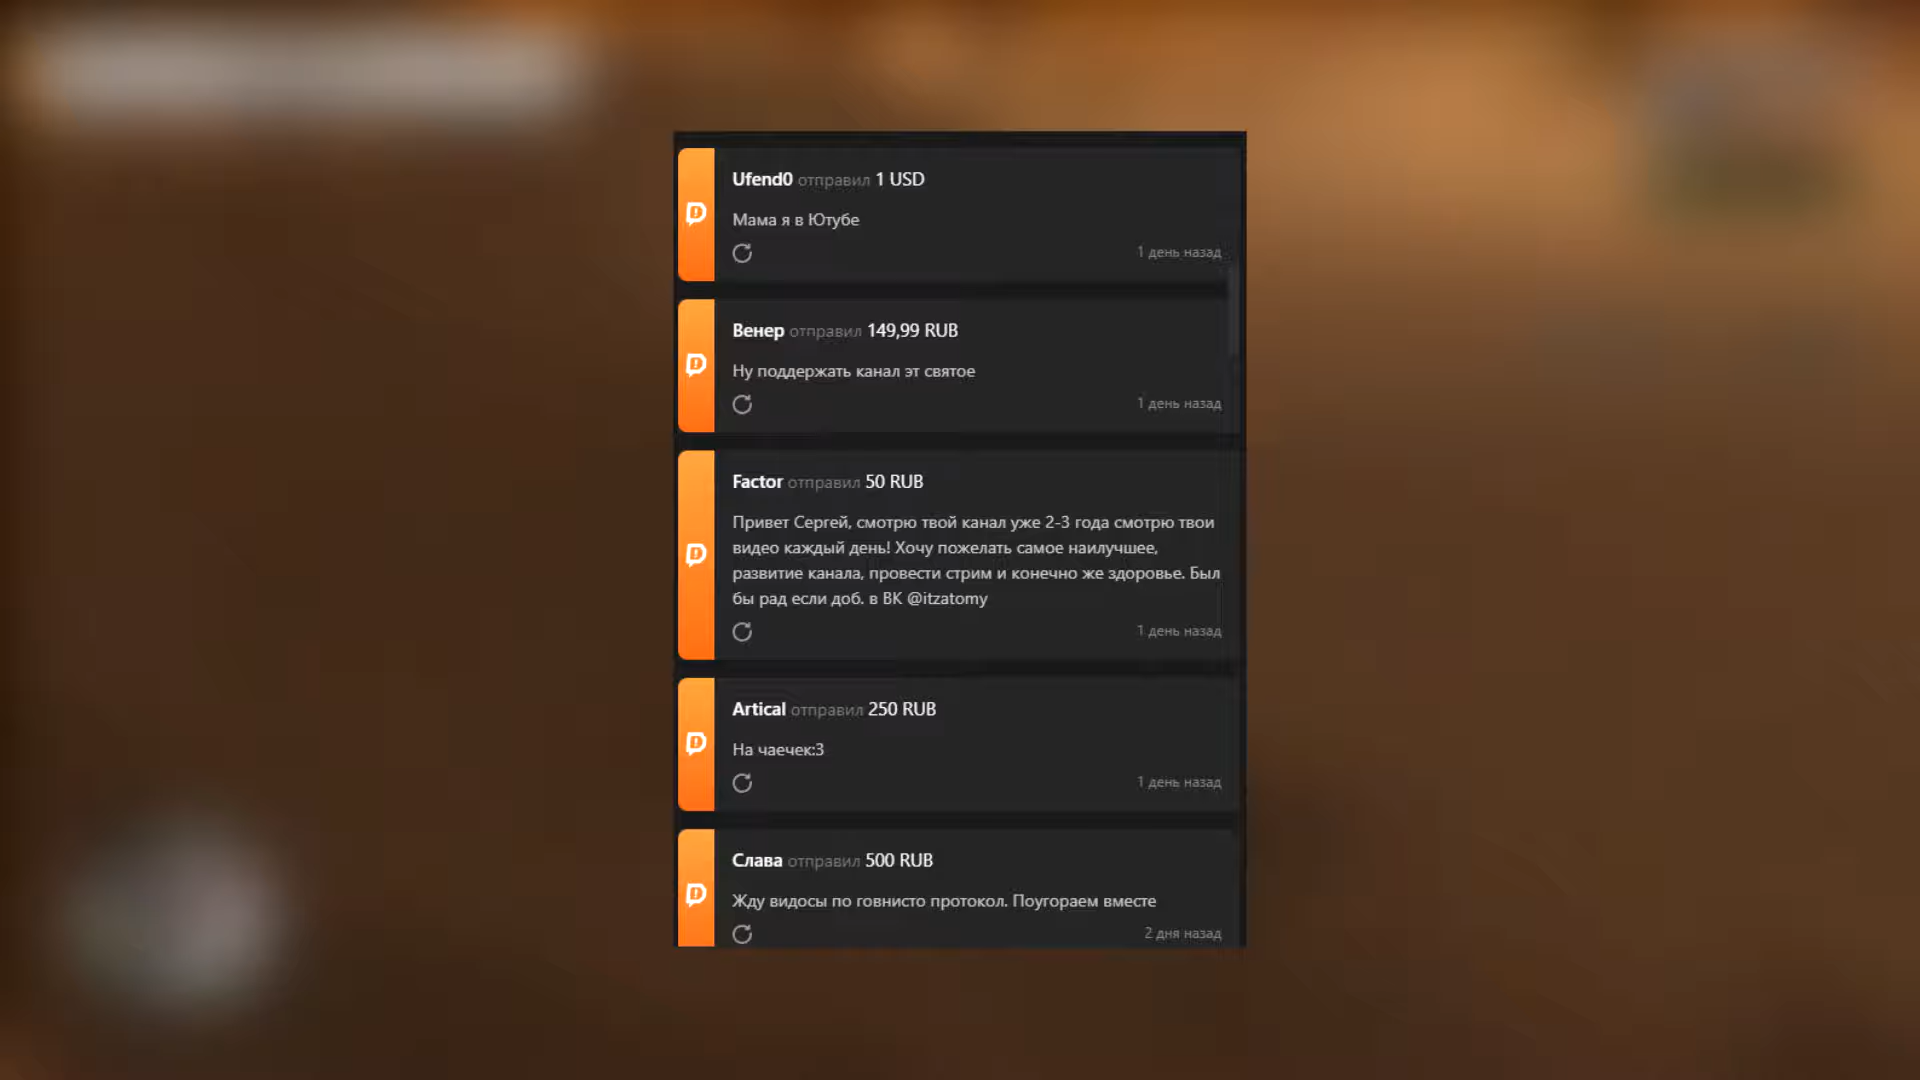 Ufend0 отправил 1 USD
Мама я в Ютубе
1 день назад
Венер отправил 149,99 RUB
Ну поддержать канал эт святое
1 день назад
Factor отправил 50 RUB
Привет Сергей, смотрю твой канал уже 2-3 года смотрю твои
видео каждый день! Хочу пожелать самое наилучшее,
развитие канала, провести стрим и конечно же здоровье. Был
бы рад если доб. в ВК @itzatomy
1 день назад
Artical отправил 250 RUB
На чаечек:3
1 день назад
Слава отправил 500 RUB
Жду видосы по говнисто протокол. Поугораем вместе
2 дня назад